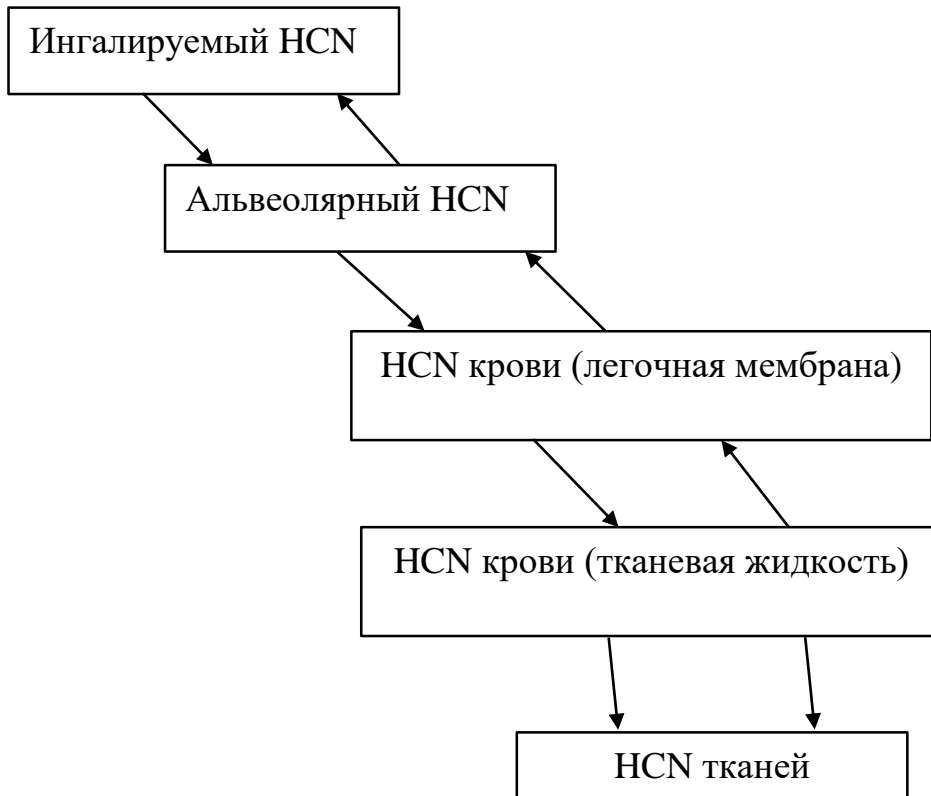 Ингалируемый HCN
Альвеолярный HCN
HCN крови (легочная мембрана)
HCN крови (тканевая жидкость)
HCN тканей